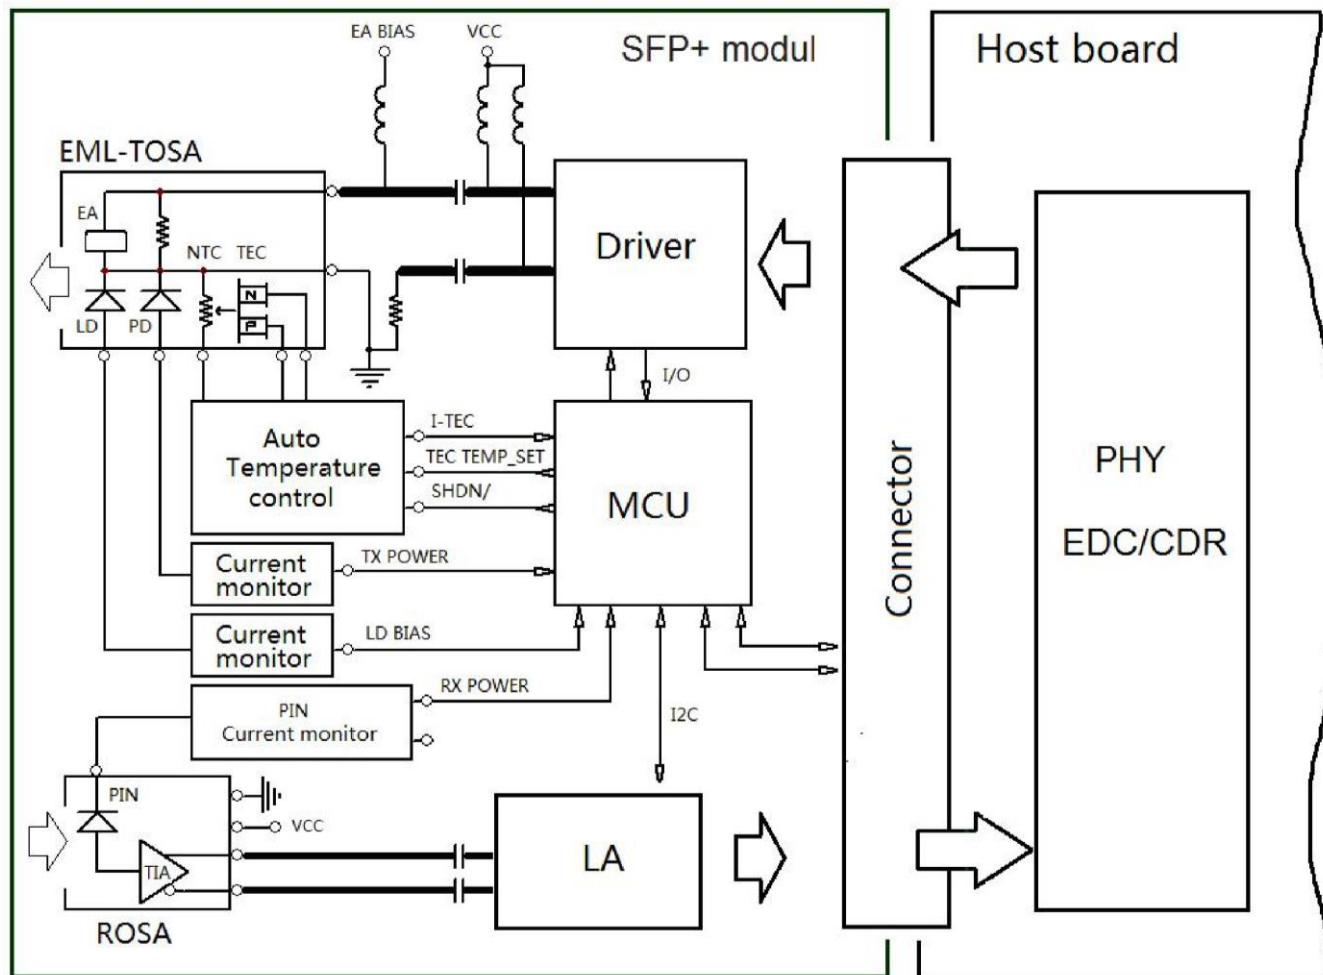 EA BIAS
VCC
SFP+ modul
Host board
EML-TOSA
EA
NTC TEC
N
P
LD
PD
Driver
I/O
Auto
Temperature
control
I-TEC
TEC TEMP_SET
SHDN/
MCU
Connector
PHY
EDC/CDR
Current
monitor
TX POWER
Current
monitor
LD BIAS
RX POWER
PIN
Current monitor
I2C
PIN
VCC
TIA
LA
ROSA